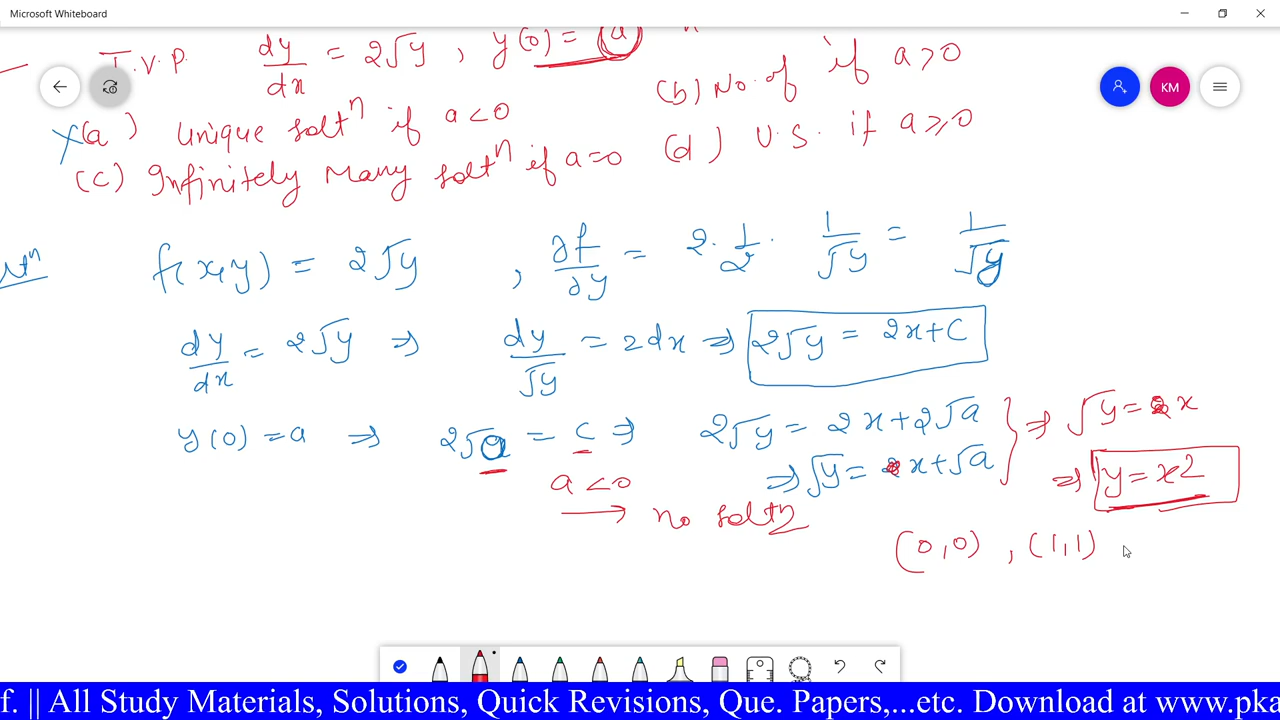 Microsoft Whiteboard
I.V.P. dy/dx = 2√y , y(0) = a
(b) No. of if a>0
(a) Unique soltⁿ if a<0
(c) Infinitely Many soltⁿ if a=0
(d) U.S. if a≥0
KM
f(x,y) = 2√y , ∂f/∂y = 2·1/2·1/√y = 1/√y
dy/dx = 2√y ⇒ dy/√y = 2dx ⇒ 2√y = 2x+C
y(0)=a ⇒ 2√a = C ⇒ 2√y = 2x+2√a
⇒ √y = x+√a
} ⇒ √y = x
⇒ y = x2
a<0
→ no soltn
(0,0) , (1,1)
f. || All Study Materials, Solutions, Quick Revisions, Que. Papers,...etc. Download at www.pka